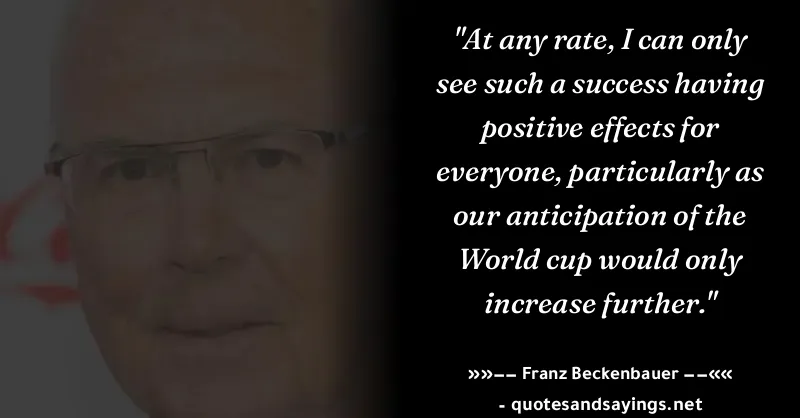 "At any rate, I can only
see such a success having
positive effects for
everyone, particularly as
our anticipation of the
World cup would only
increase further."
»»–– Franz Beckenbauer ––««
- quotesandsayings.net